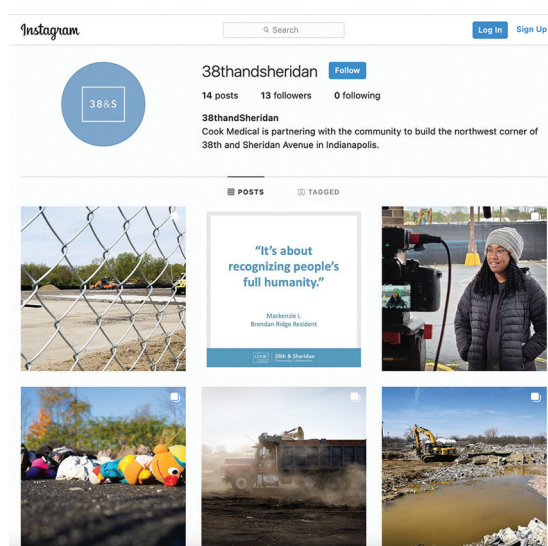 Instagram
Search
Log In
Sign Up
38&S
38thandsheridan
Follow
14 posts 13 followers 0 following
38thandSheridan
Cook Medical is partnering with the community to build the northwest corner of
38th and Sheridan Avenue in Indianapolis.
POSTS
TAGGED
“It’s about
recognizing people’s
full humanity.”
Mackenzie I.
Brendan Ridge Resident
COOK
38th & Sheridan